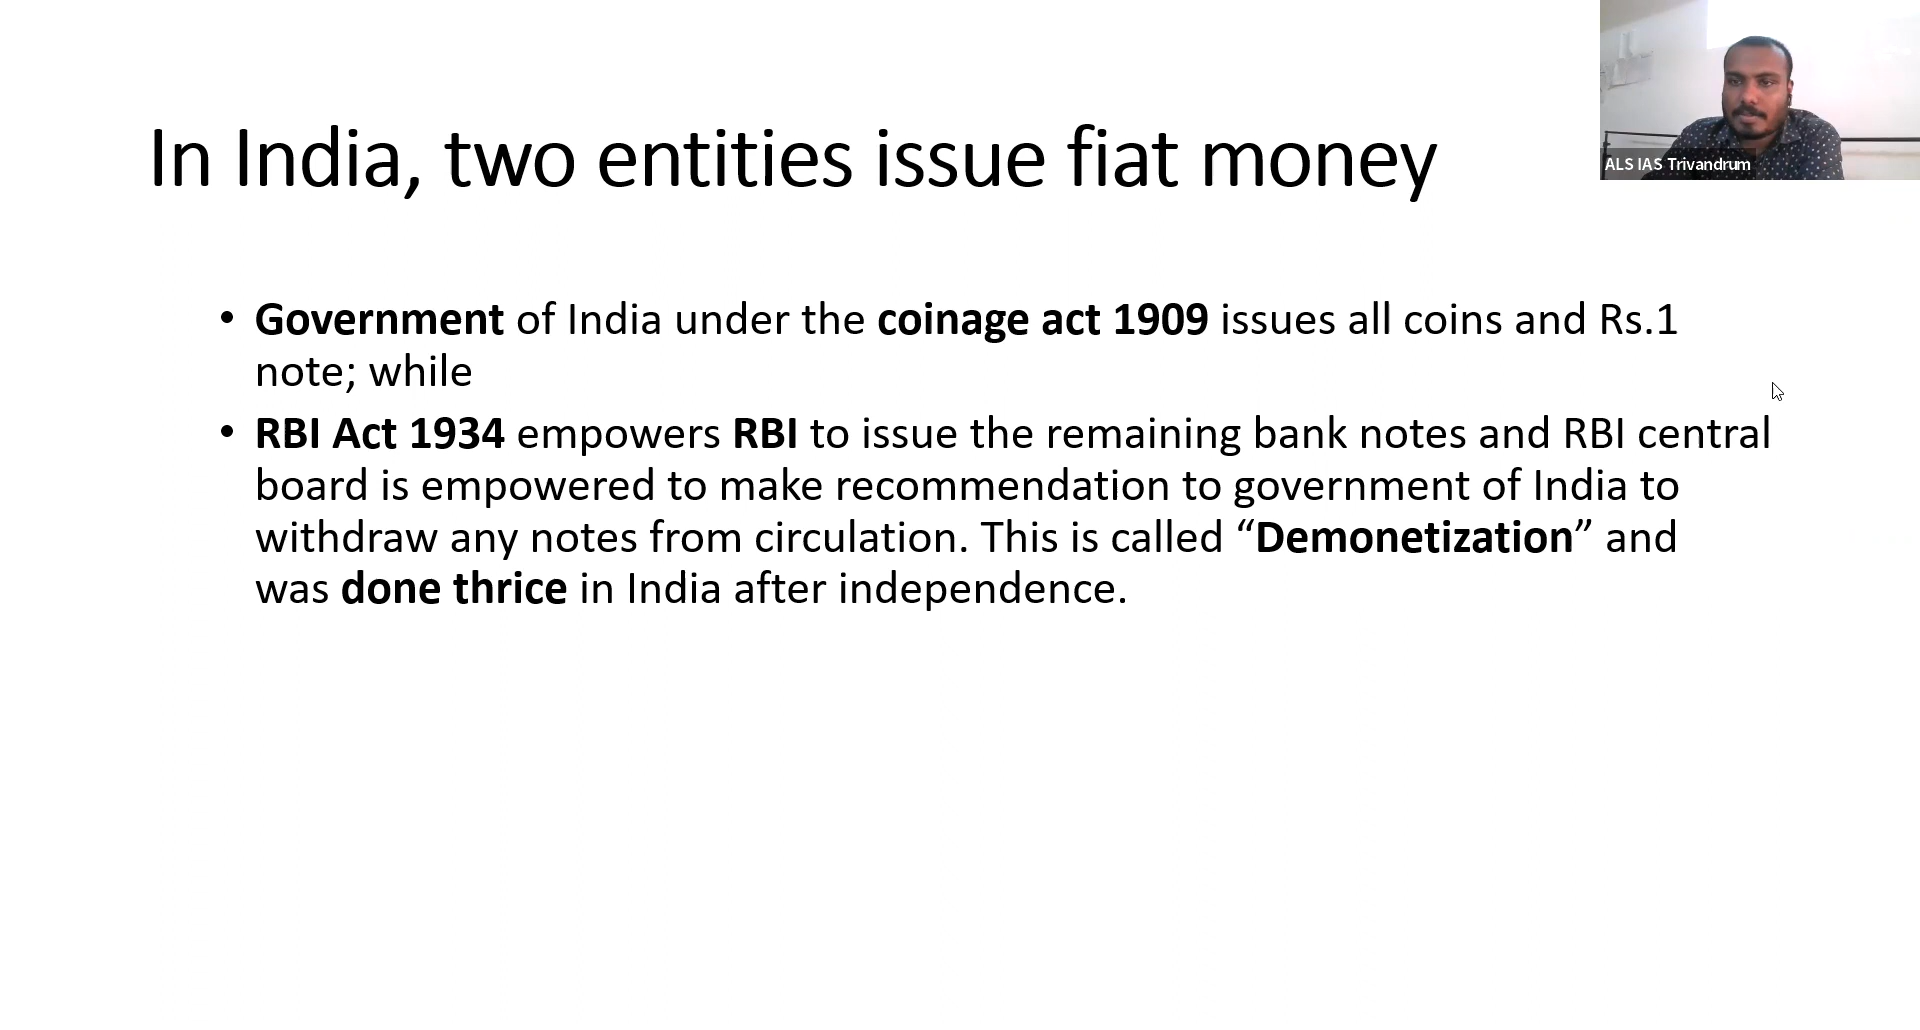 ALS IAS Trivandrum
In India, two entities issue fiat money
• Government of India under the coinage act 1909 issues all coins and Rs.1
note; while
• RBI Act 1934 empowers RBI to issue the remaining bank notes and RBI central
board is empowered to make recommendation to government of India to
withdraw any notes from circulation. This is called “Demonetization” and
was done thrice in India after independence.